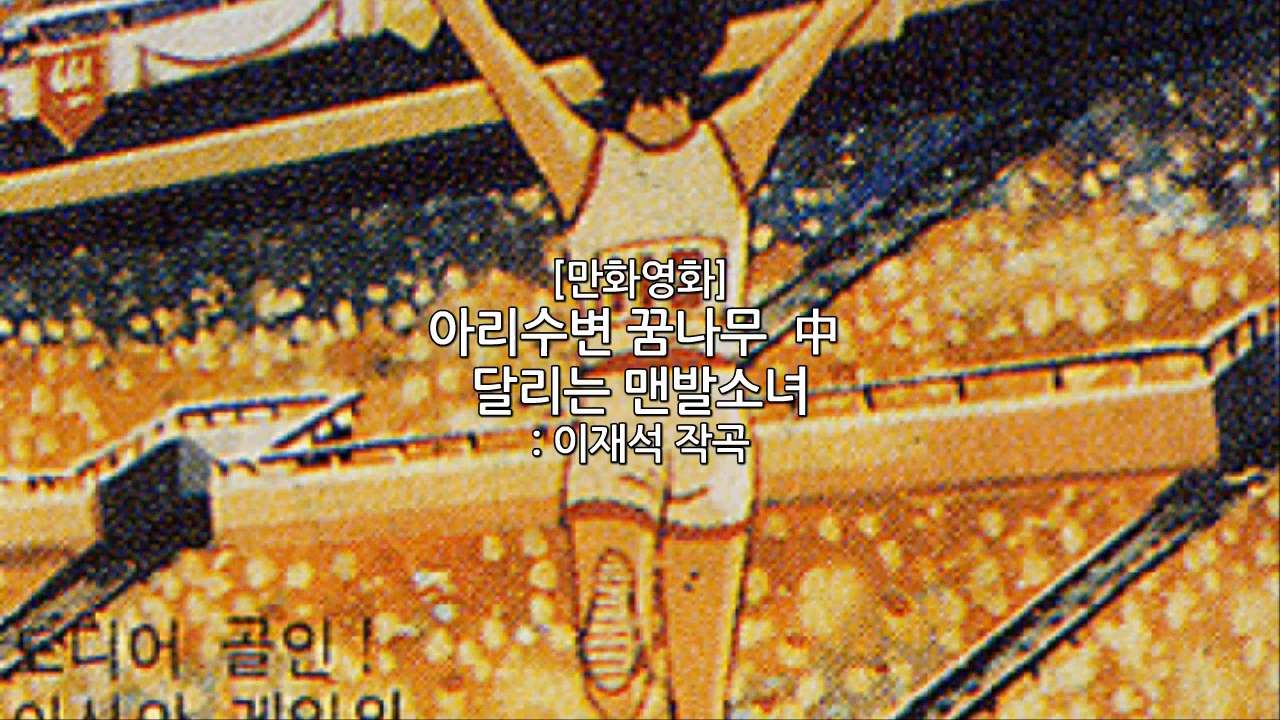 [만화영화]
아리수변 꿈나무 中
달리는 맨발소녀
: 이재석 작곡
드디어 골인 !